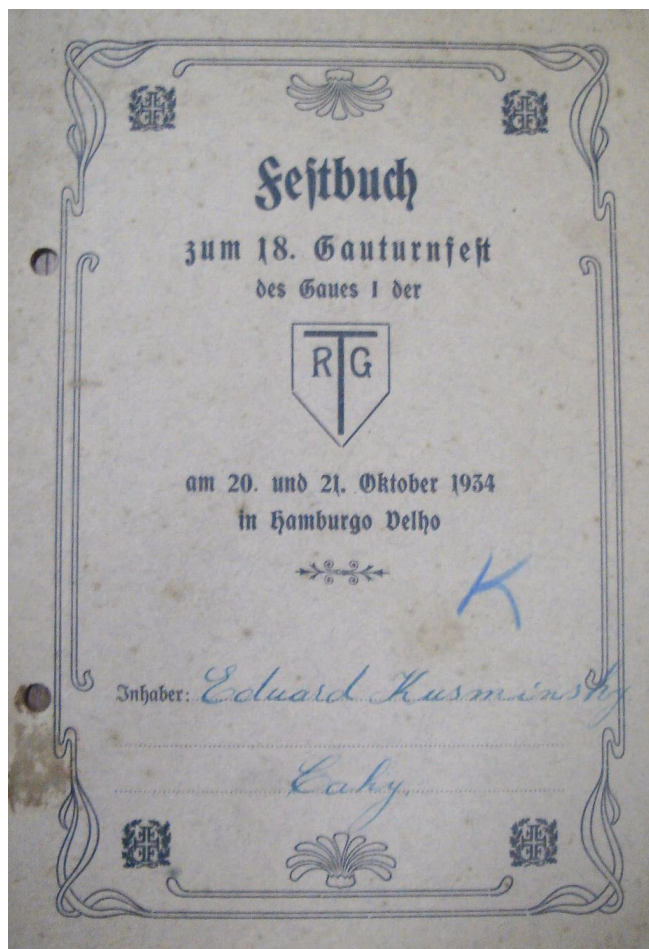 Festbuch
zum 18. Gauturnfest
des Gaues I der
RTG
am 20. und 21. Oktober 1934
in Hamburgo Velho
K
Inhaber: Eduard Kusminsky
Cahy.